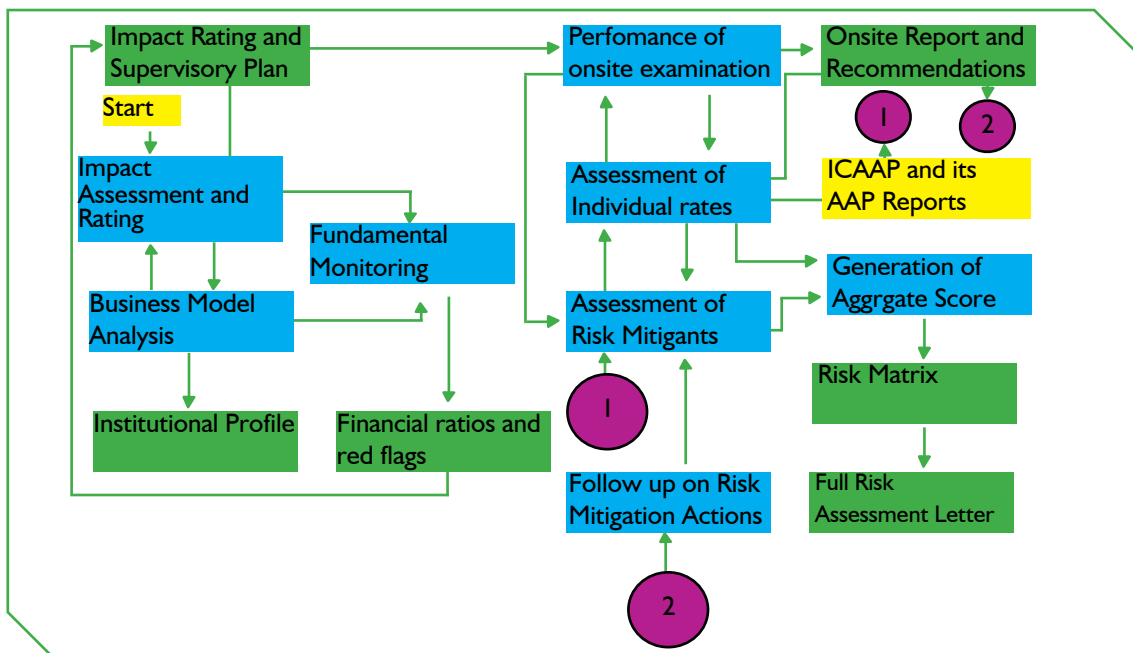 Impact Rating and
Supervisory Plan
Start
Impact
Assessment and
Rating
Fundamental
Monitoring
Business Model
Analysis
Institutional Profile
Financial ratios and
red flags
Perfomance of
onsite examination
Onsite Report and
Recommendations
1
2
Assessment of
Individual rates
ICAAP and its
AAP Reports
Assessment of
Risk Mitigants
Generation of
Aggrgate Score
1
Risk Matrix
Follow up on Risk
Mitigation Actions
Full Risk
Assessment Letter
2